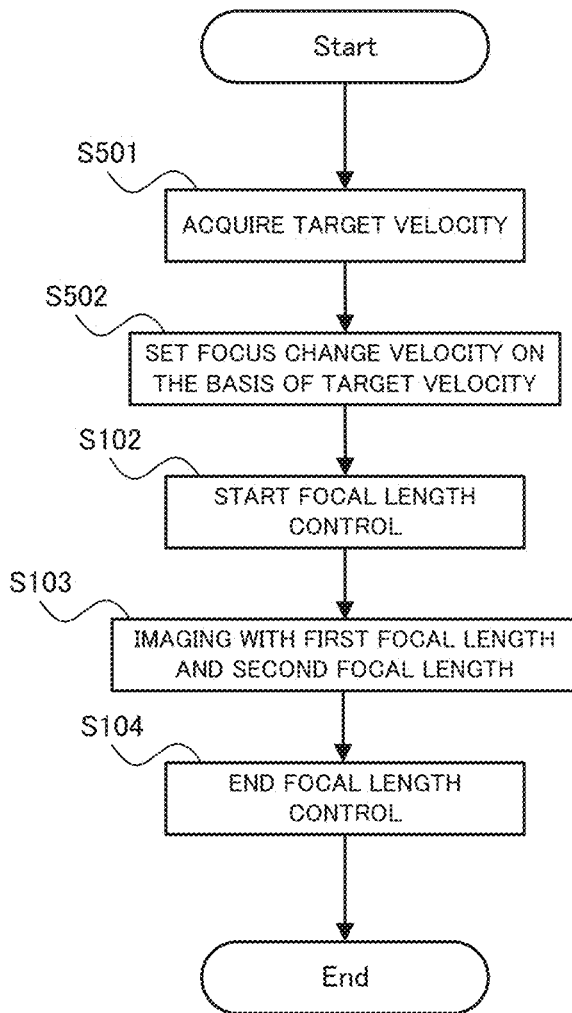 Start
S501
ACQUIRE TARGET VELOCITY
S502
SET FOCUS CHANGE VELOCITY ON
THE BASIS OF TARGET VELOCITY
S102
START FOCAL LENGTH
CONTROL
S103
IMAGING WITH FIRST FOCAL LENGTH
AND SECOND FOCAL LENGTH
S104
END FOCAL LENGTH
CONTROL
End